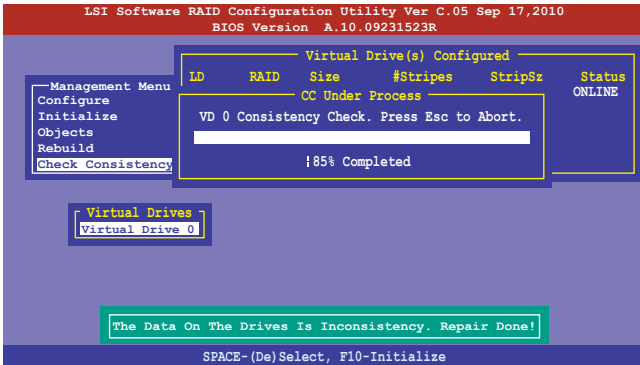 LSI Software RAID Configuration Utility Ver C.05 Sep 17,2010
BIOS Version A.10.09231523R
Virtual Drive(s) Configured
LD RAID Size #Stripes StripSz Status
ONLINE
Management Menu
Configure
Initialize
Objects
Rebuild
Check Consistency
CC Under Process
VD 0 Consistency Check. Press Esc to Abort.
85% Completed
Virtual Drives
Virtual Drive 0
The Data On The Drives Is Inconsistency. Repair Done!
SPACE-(De)Select, F10-Initialize